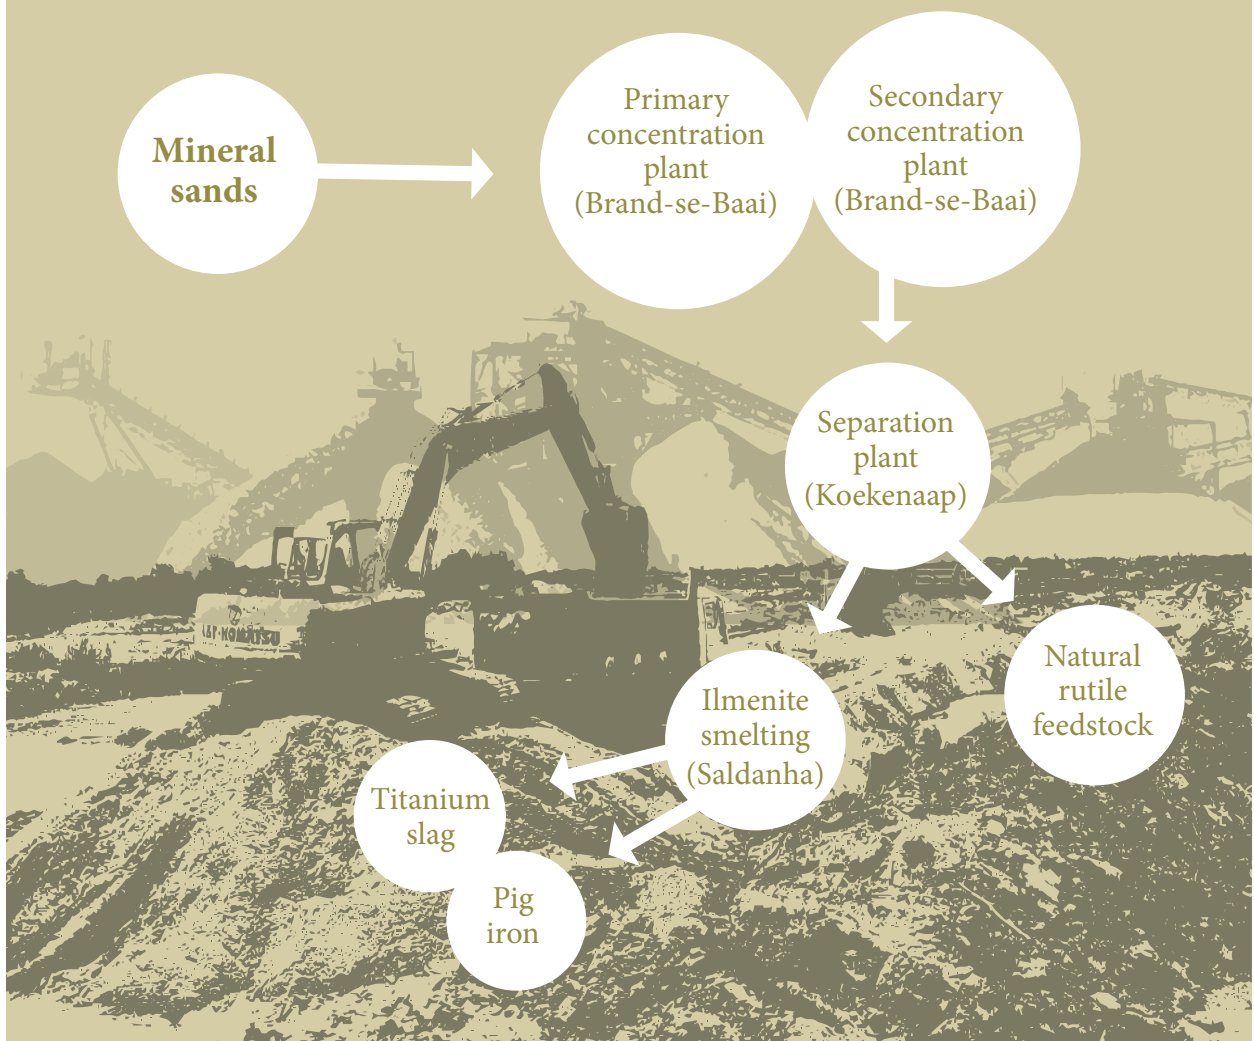 Mineral
sands
Primary
concentration
plant
(Brand-se-Baai)
Secondary
concentration
plant
(Brand-se-Baai)
Separation
plant
(Koekenaap)
Natural
rutile
feedstock
Ilmenite
smelting
(Saldanha)
Titanium
slag
Pig
iron
KOMATSU